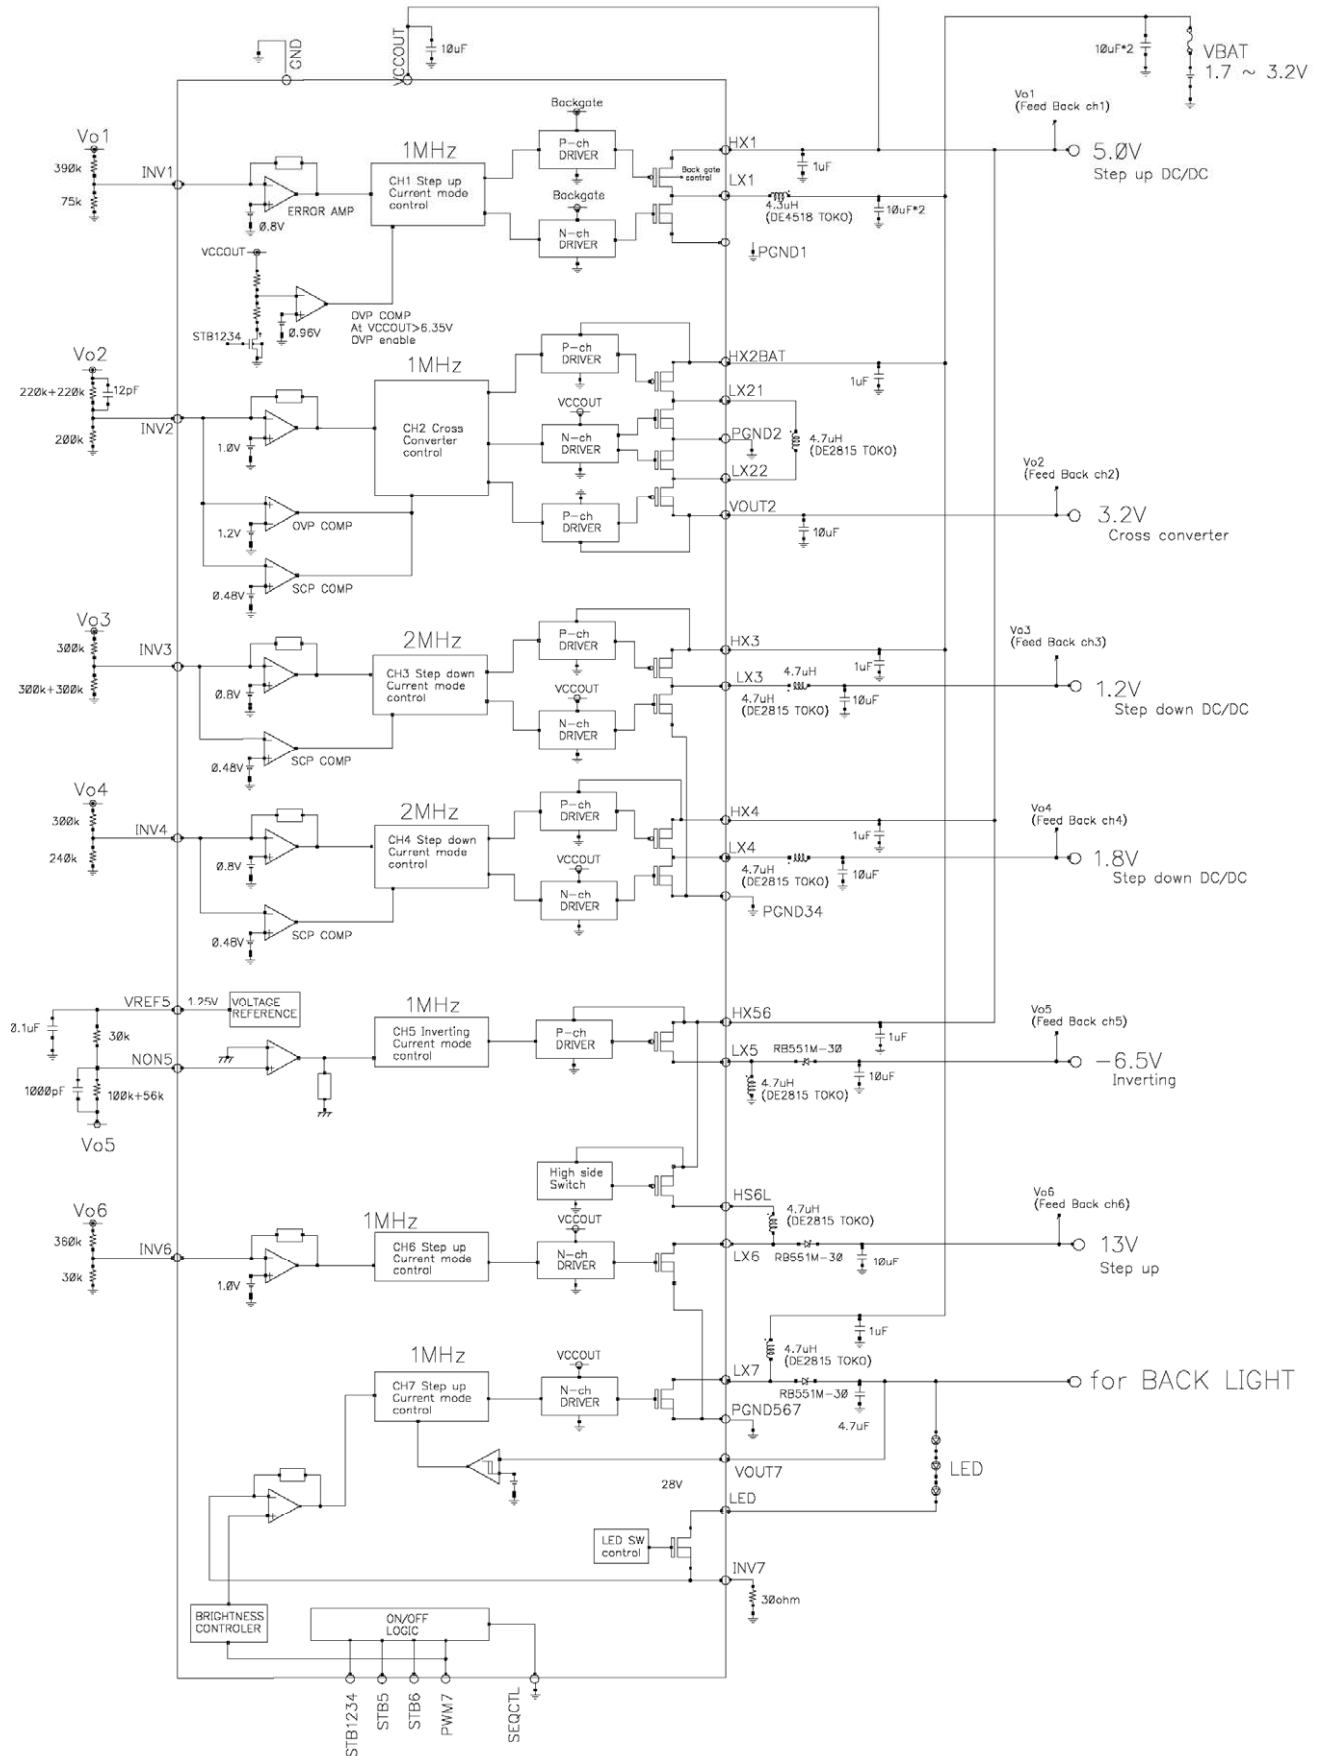 GND
VCCOUT
10uF
10uF*2
VBAT
1.7 ~ 3.2V
Vo1
(Feed Back ch1)
Vo1
390k
75k
INV1
0.8V
ERROR AMP
1MHz
CH1 Step up
Current mode
control
Backgate
P-ch
DRIVER
Backgate
N-ch
DRIVER
Back gate
control
HX1
1uF
LX1
4.3uH
(DE4518 TOKO)
10uF*2
PGND1
5.0V
Step up DC/DC
VCCOUT
STB1234
0.96V
OVP COMP
At VCCOUT>6.35V
OVP enable
Vo2
220k+220k
12pF
200k
INV2
1.0V
1.2V
OVP COMP
0.48V
SCP COMP
1MHz
CH2 Cross
Converter
control
P-ch
DRIVER
VCCOUT
N-ch
DRIVER
P-ch
DRIVER
HX2BAT
1uF
LX21
PGND2
4.7uH
(DE2815 TOKO)
LX22
VOUT2
10uF
Vo2
(Feed Back ch2)
3.2V
Cross converter
Vo3
300k
300k+300k
INV3
0.8V
0.48V
SCP COMP
2MHz
CH3 Step down
Current mode
control
P-ch
DRIVER
VCCOUT
N-ch
DRIVER
HX3
1uF
LX3
4.7uH
4.7uH
(DE2815 TOKO)
10uF
Vo3
(Feed Back ch3)
1.2V
Step down DC/DC
Vo4
300k
240k
INV4
0.8V
0.48V
SCP COMP
2MHz
CH4 Step down
Current mode
control
P-ch
DRIVER
VCCOUT
N-ch
DRIVER
HX4
1uF
LX4
4.7uH
(DE2815 TOKO)
10uF
PGND34
Vo4
(Feed Back ch4)
1.8V
Step down DC/DC
VREF5
1.25V
VOLTAGE
REFERENCE
0.1uF
30k
NON5
1000pF
100k+56k
Vo5
1MHz
CH5 Inverting
Current mode
control
P-ch
DRIVER
HX56
1uF
LX5
RB551M-30
4.7uH
(DE2815 TOKO)
10uF
Vo5
(Feed Back ch5)
-6.5V
Inverting
High side
Switch
HS6L
4.7uH
(DE2815 TOKO)
Vo6
360k
30k
INV6
1.0V
1MHz
CH6 Step up
Current mode
control
VCCOUT
N-ch
DRIVER
LX6
RB551M-30
10uF
Vo6
(Feed Back ch6)
13V
Step up
1uF
4.7uH
(DE2815 TOKO)
1MHz
CH7 Step up
Current mode
control
VCCOUT
N-ch
DRIVER
LX7
RB551M-30
4.7uF
PGND567
for BACK LIGHT
VOUT7
28V
LED
LED
LED SW
control
INV7
30ohm
BRIGHTNESS
CONTROLER
ON/OFF
LOGIC
STB1234
STB5
STB6
PWM7
SEQCTL